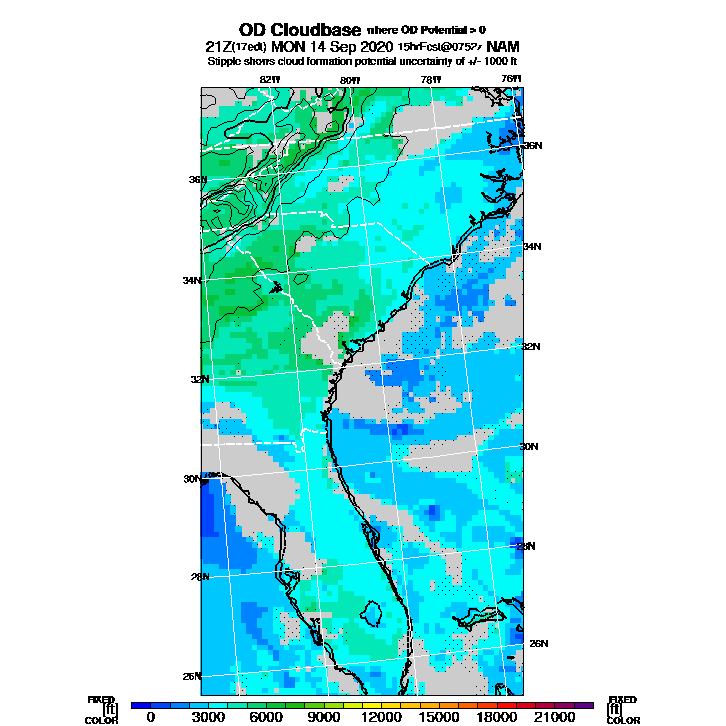 OD Cloudbase where OD Potential > 0
21Z(17edt) MON 14 Sep 2020 15hrFcst@0752z NAM
Stipple shows cloud formation potential uncertainty of +/- 1000 ft
82W 80W 78W 76W
36N
36N
34N
34N
32N
32N
30N
30N
28N
28N
26N
26N
FIXED FIXED
[ft] [ft]
COLOR 0 3000 6000 9000 12000 15000 18000 21000 COLOR